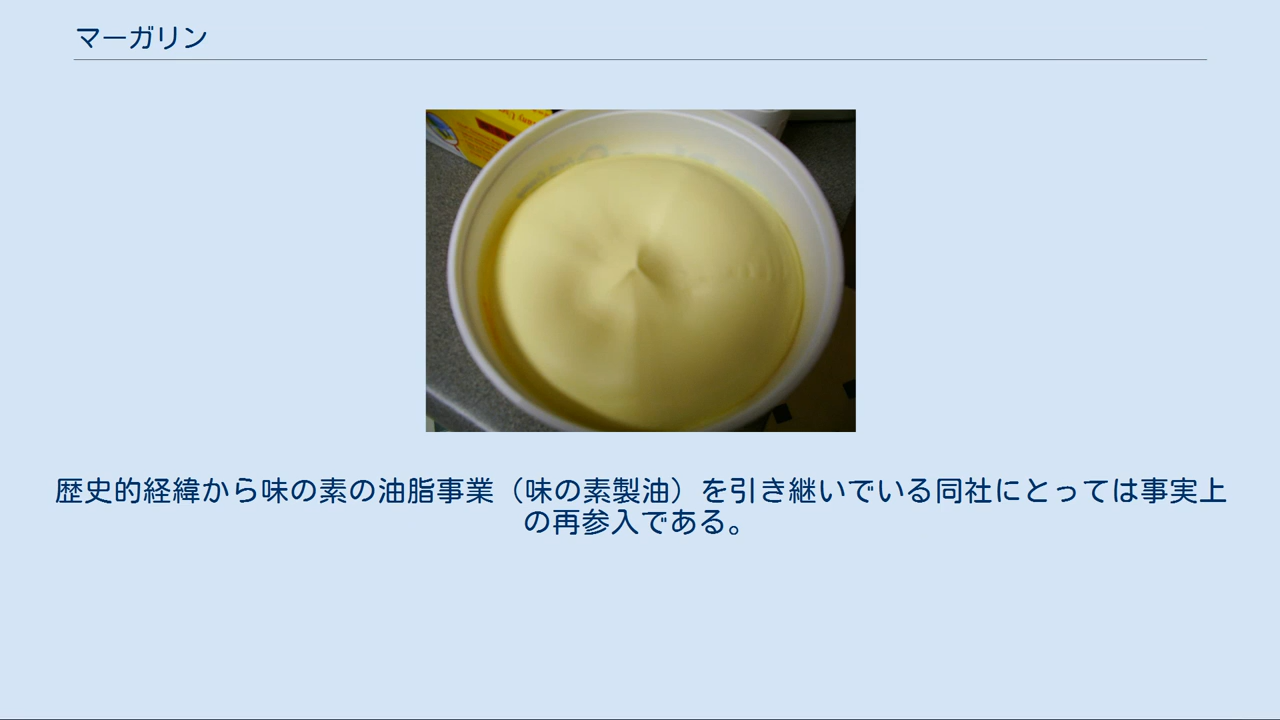 マーガリン
歴史的経緯から味の素の油脂事業（味の素製油）を引き継いでいる同社にとっては事実上
の再参入である。